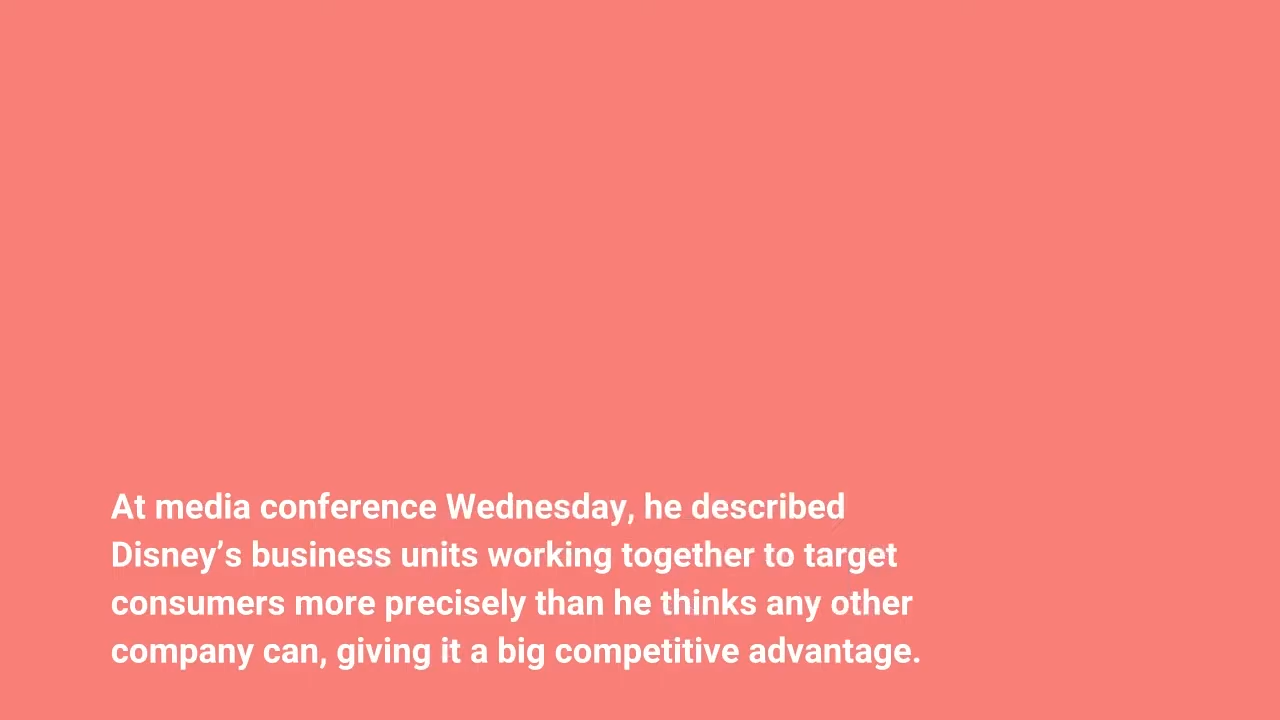 At media conference Wednesday, he described
Disney’s business units working together to target
consumers more precisely than he thinks any other
company can, giving it a big competitive advantage.